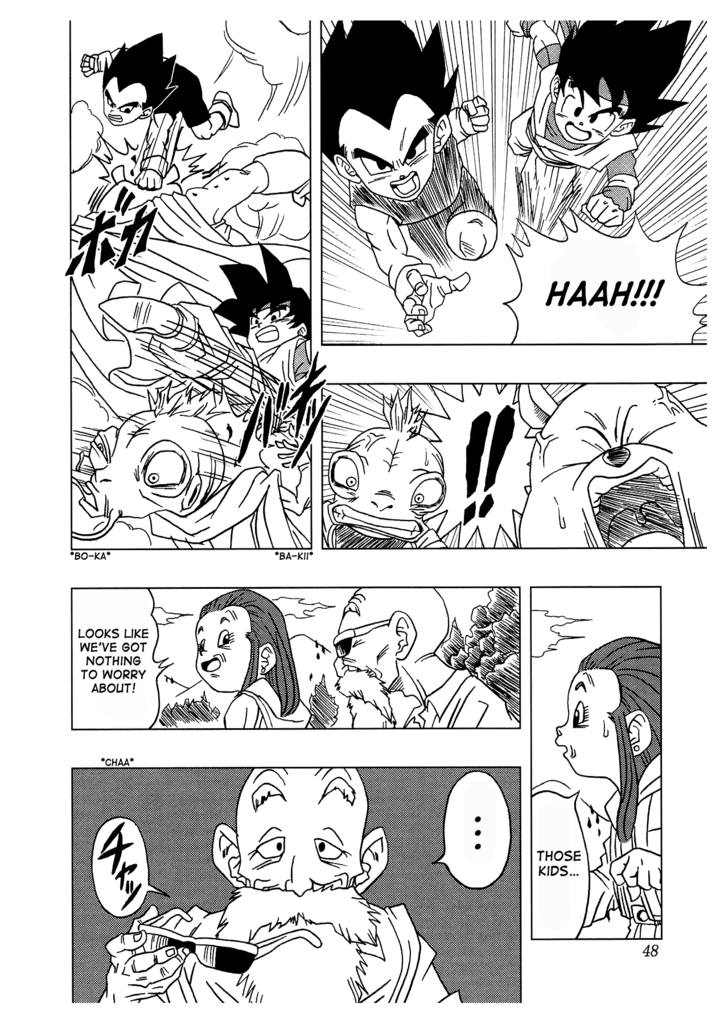 HAAH!!!
ボカ
バキッ
*BO-KA*
*BA-KII*
!!
THOSE
KIDS...
LOOKS LIKE
WE'VE GOT
NOTHING
TO WORRY
ABOUT!
*CHAA*
...
チャッ
48